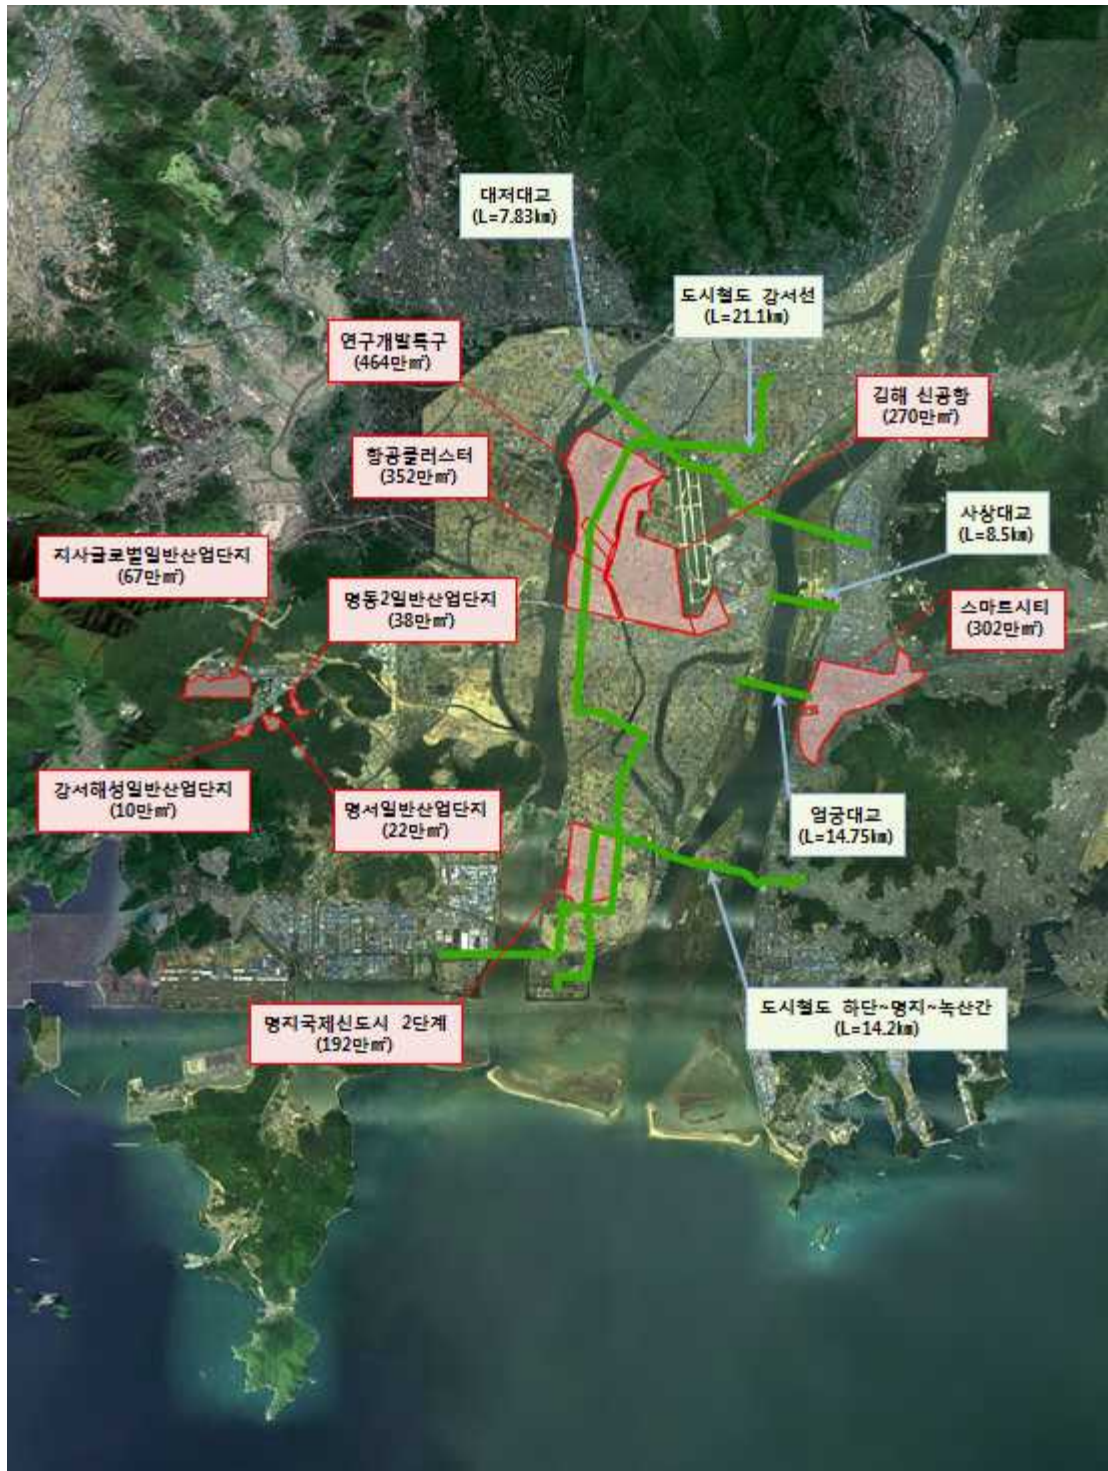 대저대교
(L=7.83㎞)
도시철도 강서선
(L=21.1㎞)
연구개발특구
(464만㎡)
김해 신공항
(270만㎡)
항공클러스터
(352만㎡)
사상대교
(L=8.5㎞)
지사글로벌일반산업단지
(67만㎡)
명동2일반산업단지
(38만㎡)
스마트시티
(302만㎡)
강서해성일반산업단지
(10만㎡)
명서일반산업단지
(22만㎡)
엄궁대교
(L=14.75㎞)
명지국제신도시 2단계
(192만㎡)
도시철도 하단~명지~녹산간
(L=14.2㎞)